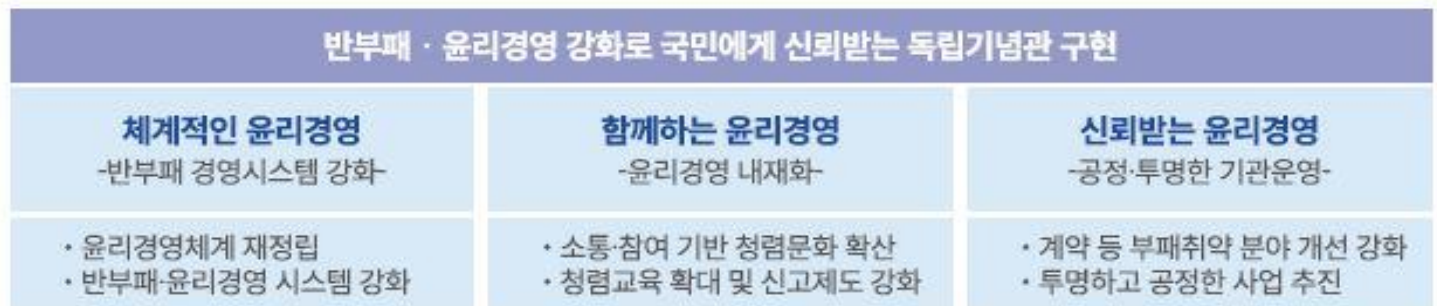 반부패 · 윤리경영 강화로 국민에게 신뢰받는 독립기념관 구현
체계적인 윤리경영
-반부패 경영시스템 강화-
함께하는 윤리경영
-윤리경영 내재화-
신뢰받는 윤리경영
-공정·투명한 기관운영-
· 윤리경영체계 재정립
· 반부패·윤리경영 시스템 강화
· 소통·참여 기반 청렴문화 확산
· 청렴교육 확대 및 신고제도 강화
· 계약 등 부패취약 분야 개선 강화
· 투명하고 공정한 사업 추진